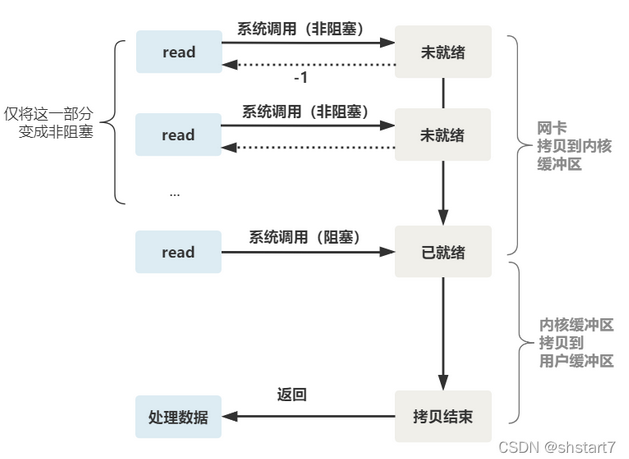 系统调用（非阻塞）
read
未就绪
-1
仅将这一部分
变成非阻塞
系统调用（非阻塞）
read
未就绪
网卡
拷贝到内核
缓冲区
...
系统调用（阻塞）
read
已就绪
内核缓冲区
拷贝到
用户缓冲区
返回
处理数据
拷贝结束
CSDN @shstart7